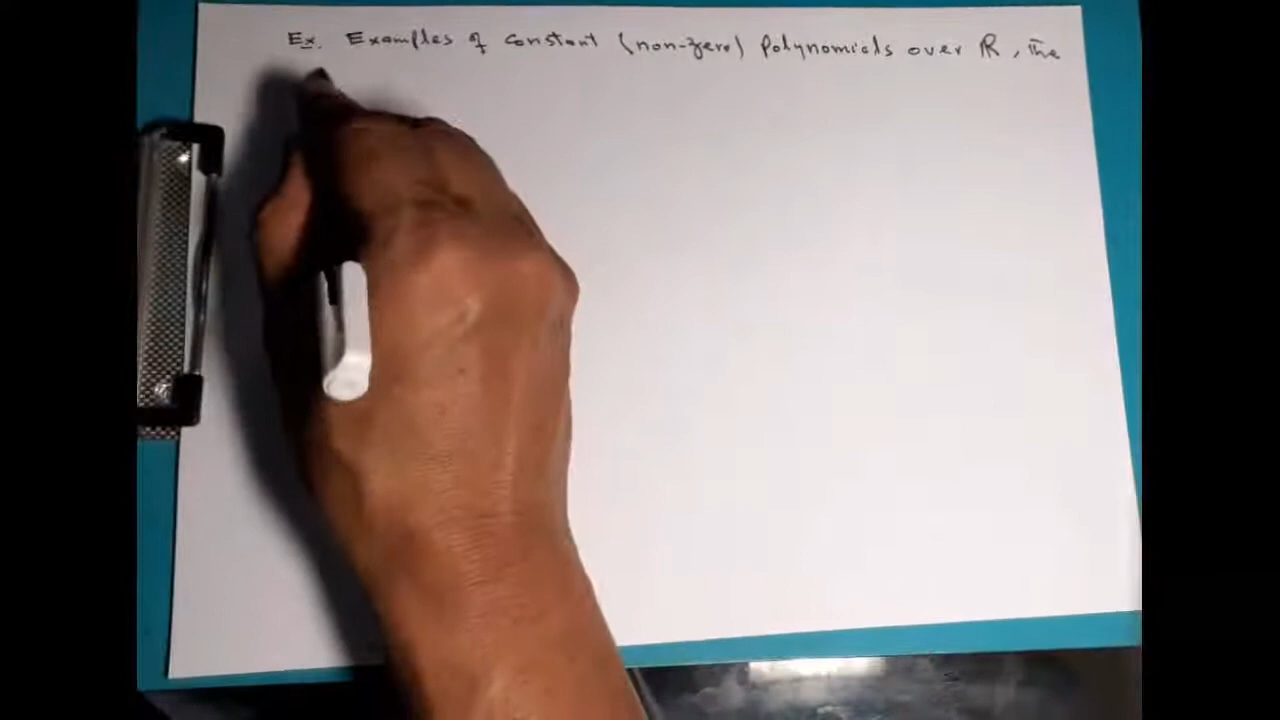 Ex. Examples of constant (non-zero) polynomials over ℝ, the